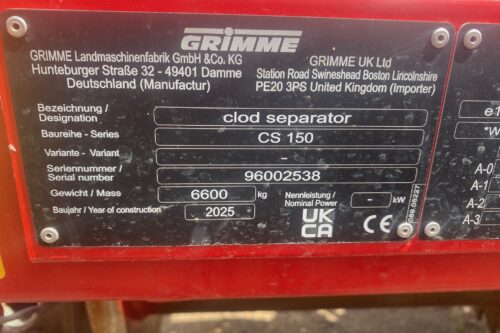 GRIMME
GRIMME Landmaschinenfabrik GmbH &Co. KG
Hunteburger Straße 32 - 49401 Damme
Deutschland (Manufactur)
GRIMME UK Ltd
Station Road Swineshead Boston Lincolnshire
PE20 3PS United Kingdom (Importer)
Bezeichnung / Designation clod separator
Baureihe - Series CS 150
Variante - Variant -
Seriennummer / Serial number 96002538
Gewicht / Mass 6600 kg Nennleistung / Nominal Power - kW
Baujahr / Year of construction 2025
UK CA CE
089.05227
e1
*W
A-0
A-1
A-2
A-3